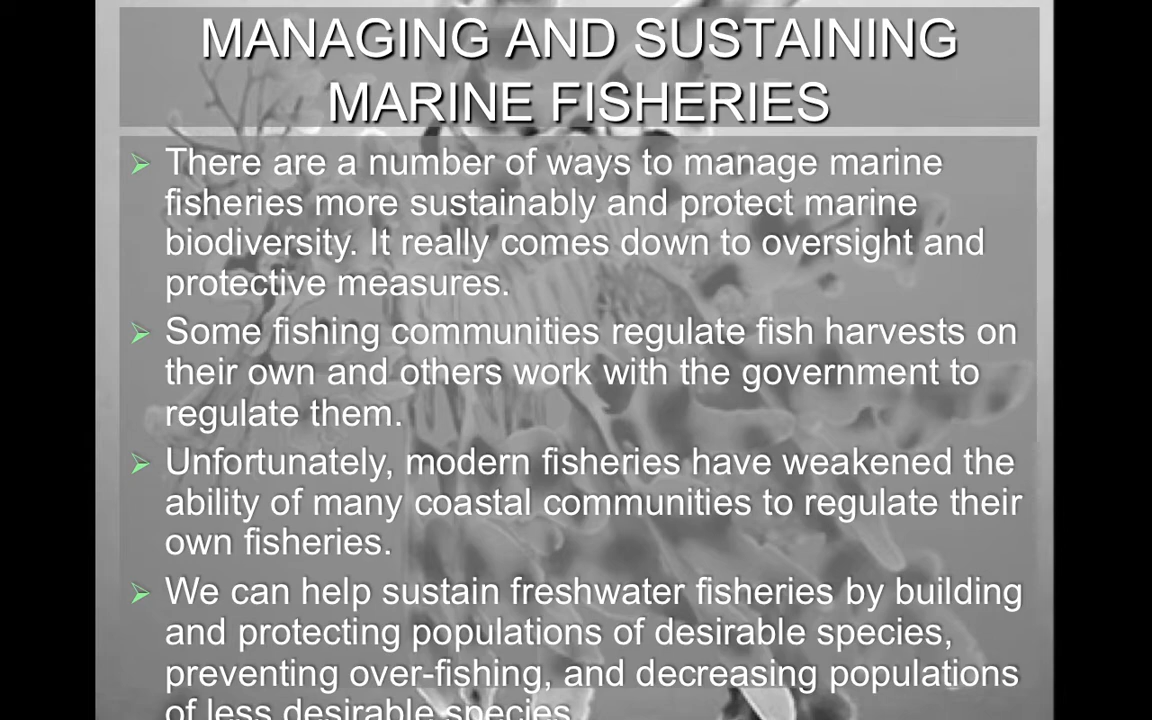 MANAGING AND SUSTAINING
MARINE FISHERIES
There are a number of ways to manage marine
fisheries more sustainably and protect marine
biodiversity. It really comes down to oversight and
protective measures.
Some fishing communities regulate fish harvests on
their own and others work with the government to
regulate them.
Unfortunately, modern fisheries have weakened the
ability of many coastal communities to regulate their
own fisheries.
We can help sustain freshwater fisheries by building
and protecting populations of desirable species,
preventing over-fishing, and decreasing populations
of less desirable species